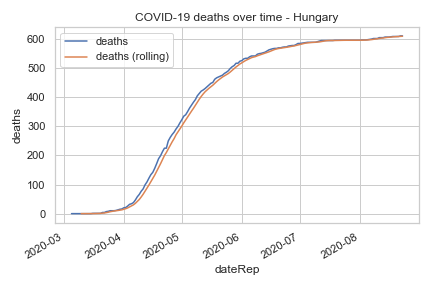 COVID-19 deaths over time - Hungary
deaths
deaths (rolling)
600
500
400
300
200
100
0
deaths
2020-03
2020-04
2020-05
2020-06
2020-07
2020-08
dateRep